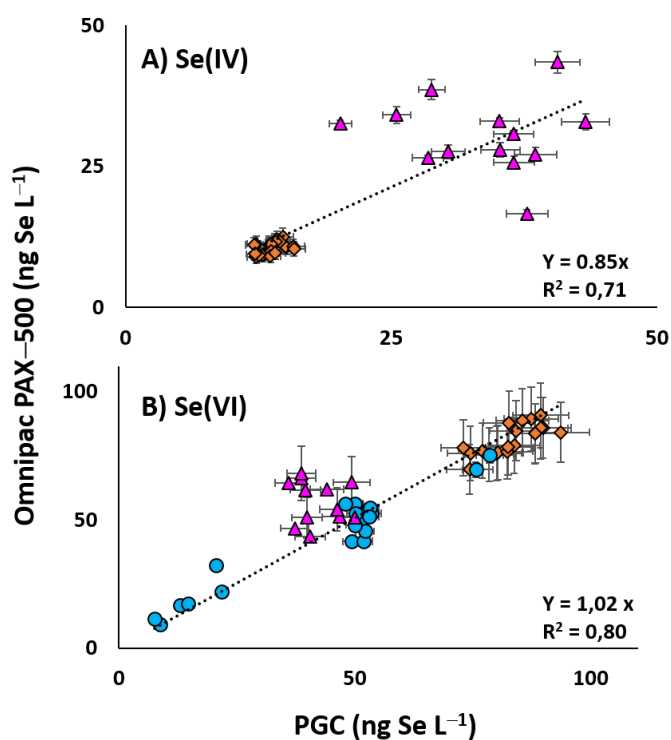 Omnipac PAX−500 (ng Se L⁻¹)
50
A) Se(IV)
25
Y = 0.85x
R² = 0,71
0
0 25 50
100
B) Se(VI)
50
Y = 1,02 x
R² = 0,80
0
0 50 100
PGC (ng Se L⁻¹)